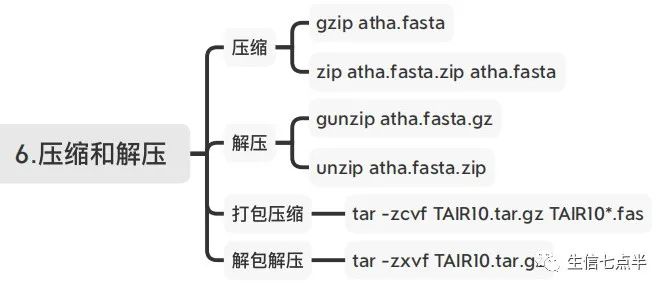 6.压缩和解压
压缩
gzip atha.fasta
zip atha.fasta.zip atha.fasta
解压
gunzip atha.fasta.gz
unzip atha.fasta.zip
打包压缩
tar -zcvf TAIR10.tar.gz TAIR10*.fas
解包解压
tar -zxvf TAIR10.tar.gz
生信七点半